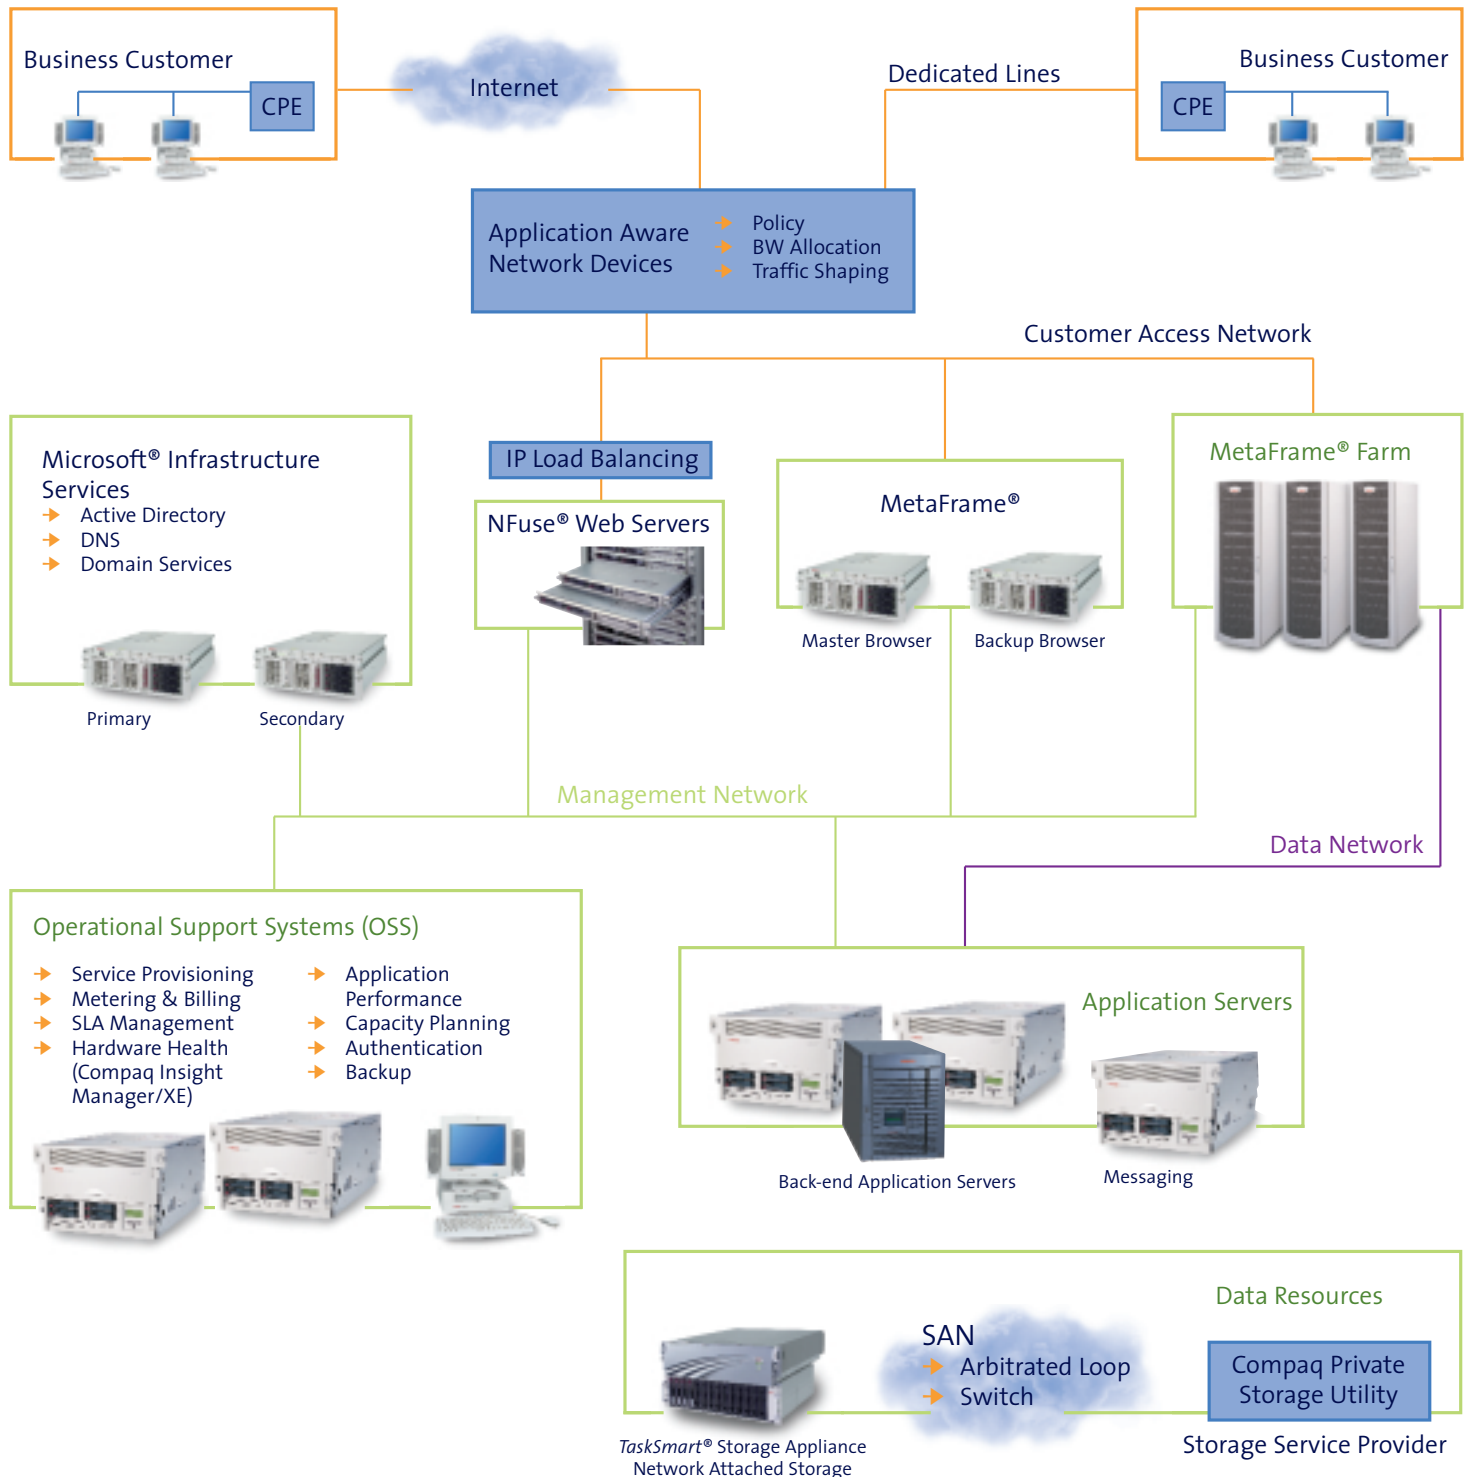 Business Customer
CPE
Internet
Dedicated Lines
Business Customer
CPE
Application Aware
Network Devices
Policy
BW Allocation
Traffic Shaping
Customer Access Network
Microsoft® Infrastructure
Services
Active Directory
DNS
Domain Services
Primary
Secondary
IP Load Balancing
NFuse® Web Servers
MetaFrame®
Master Browser
Backup Browser
MetaFrame® Farm
Management Network
Data Network
Operational Support Systems (OSS)
Service Provisioning
Metering & Billing
SLA Management
Hardware Health
(Compaq Insight
Manager/XE)
Application
Performance
Capacity Planning
Authentication
Backup
Application Servers
Back-end Application Servers
Messaging
Data Resources
SAN
Arbitrated Loop
Switch
Compaq Private
Storage Utility
TaskSmart® Storage Appliance
Network Attached Storage
Storage Service Provider